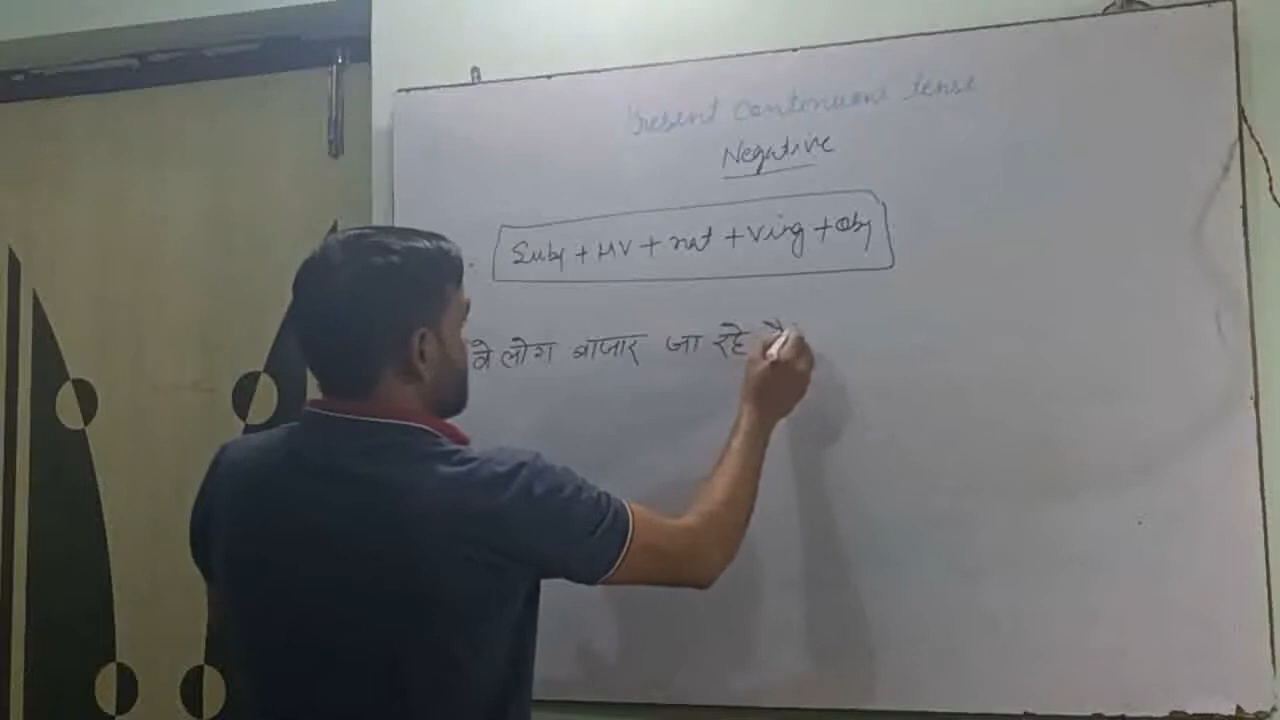 Present Continuous tense
Negative
Subj + HV + not + Ving + Obj
वे लोग बाजार जा रहे है